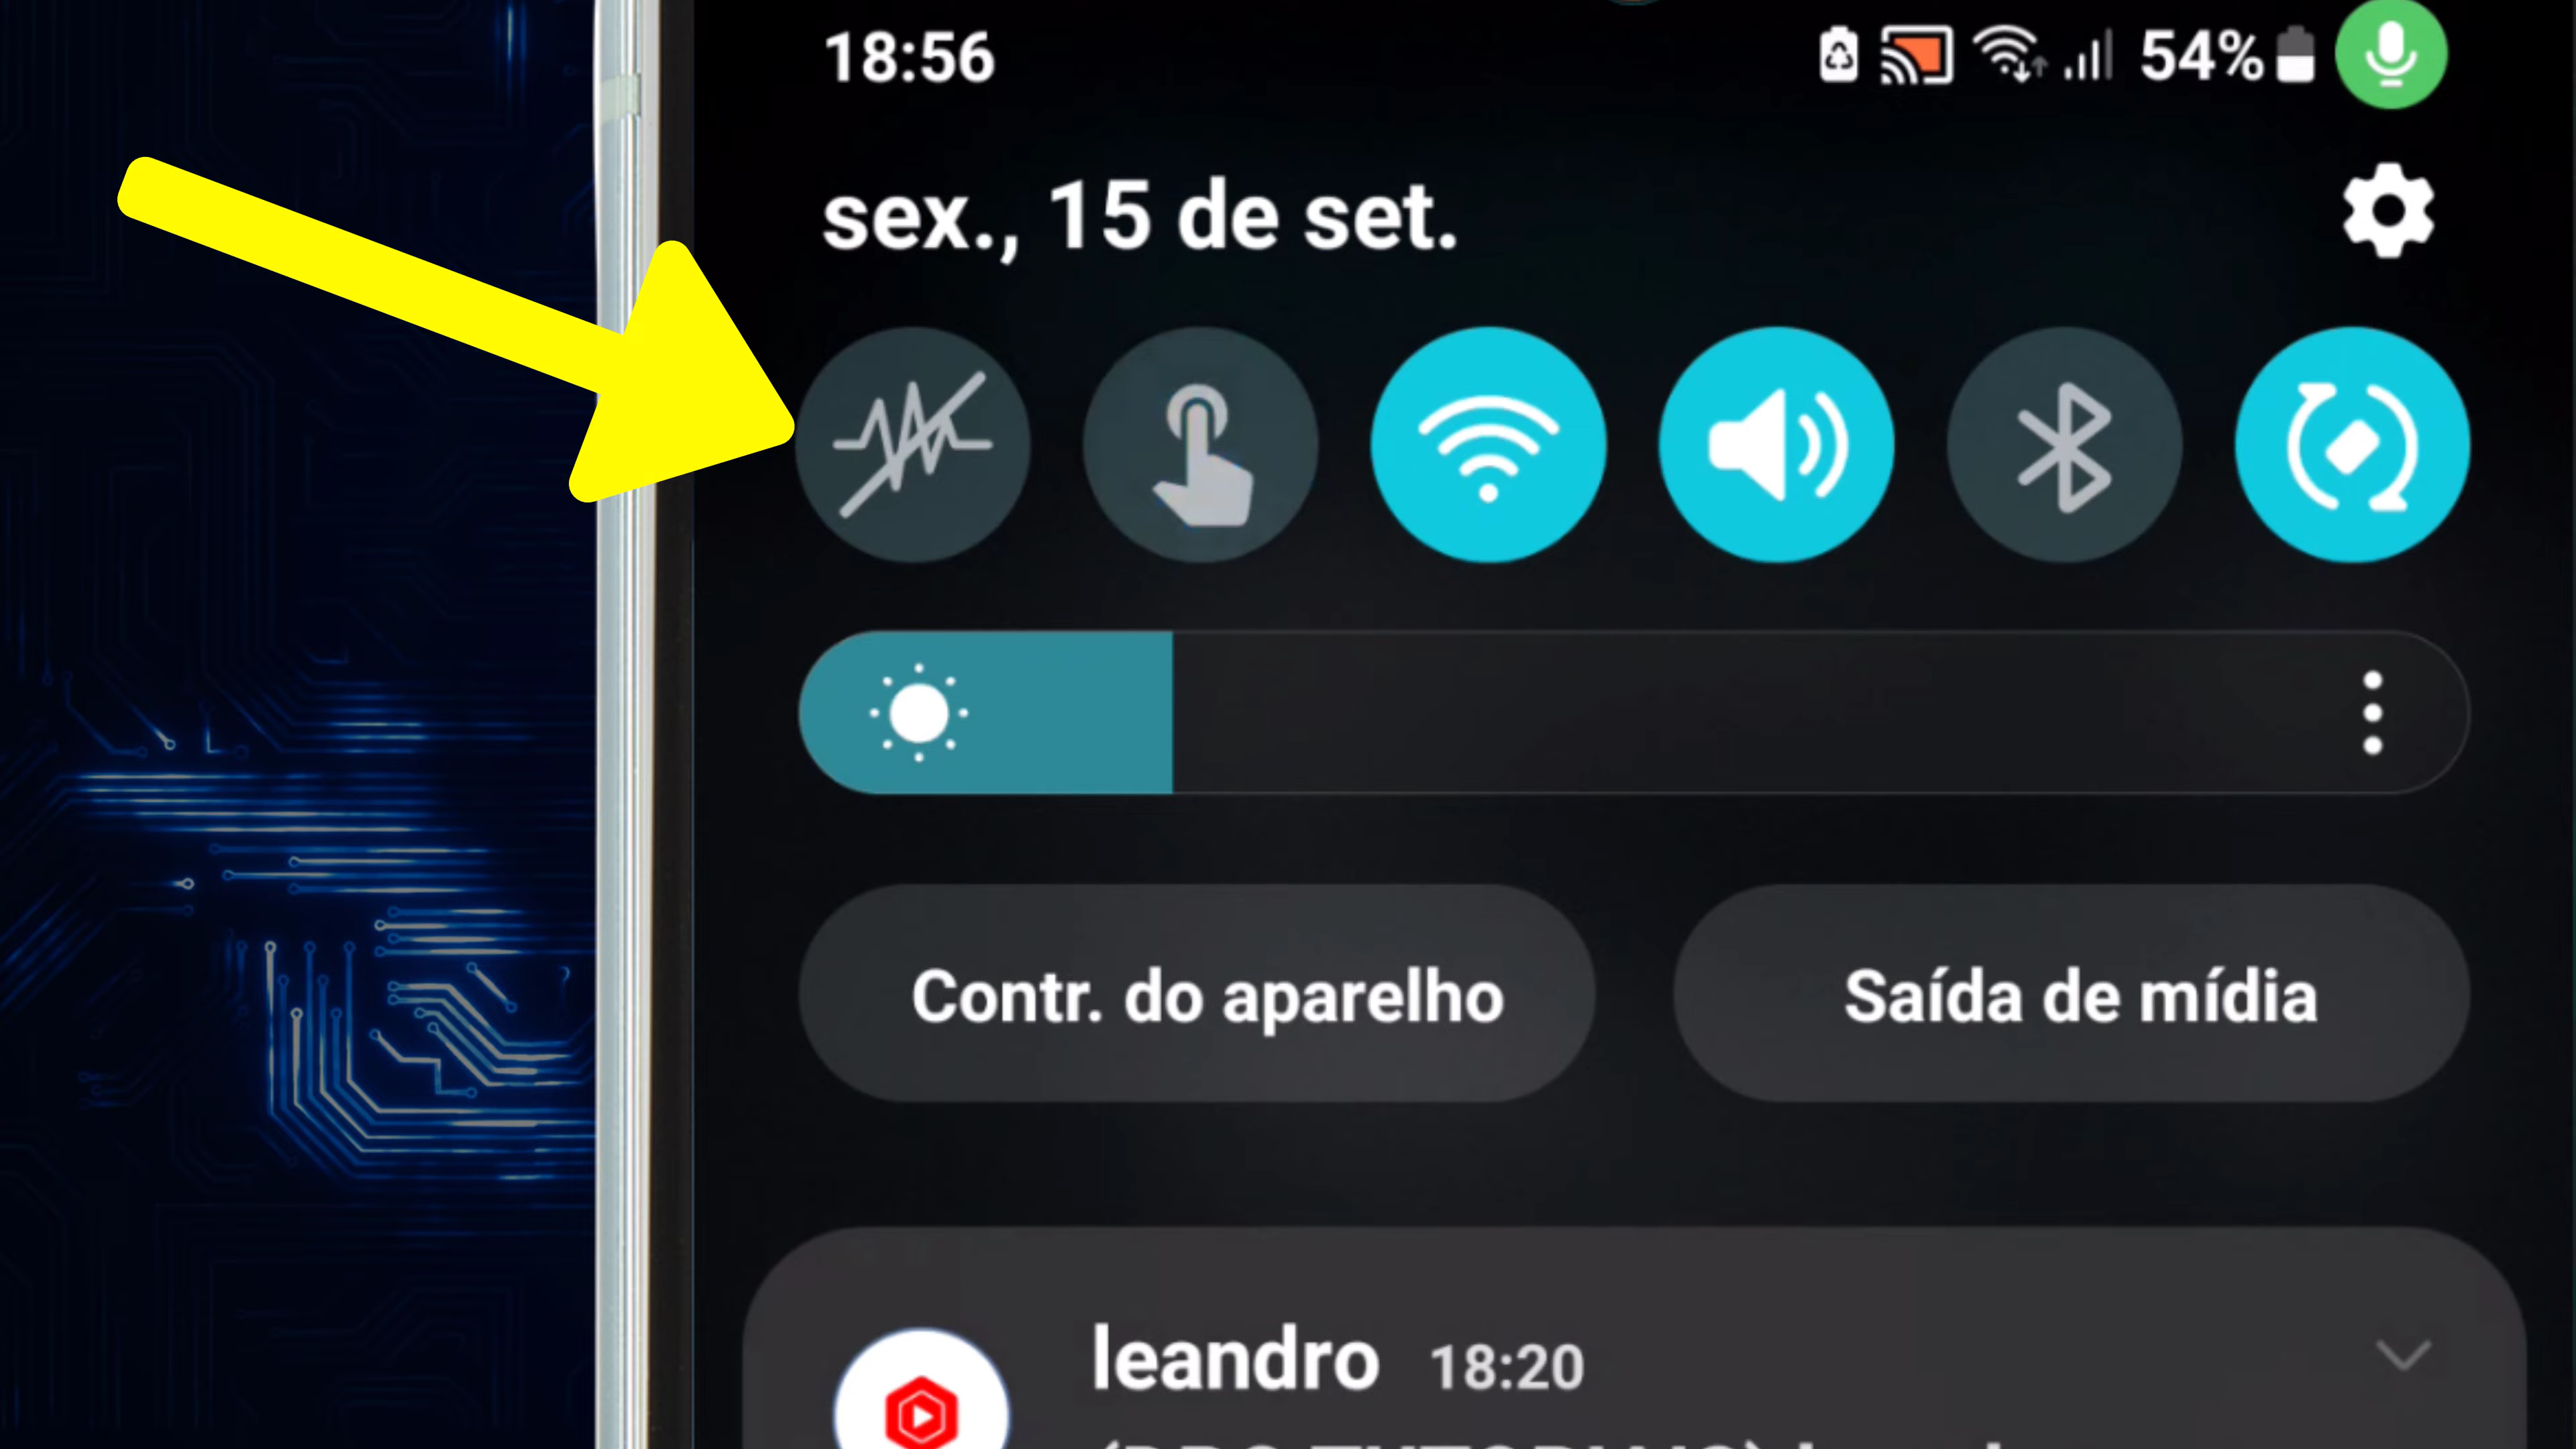 18:56
54%
sex., 15 de set.
Contr. do aparelho
Saída de mídia
leandro 18:20